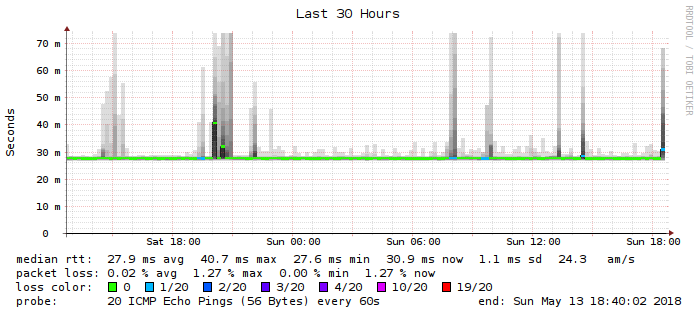 Last 30 Hours
RRDTOOL / TOBI OETIKER
Seconds
70 m
60 m
50 m
40 m
30 m
20 m
10 m
0
Sat 18:00 Sun 00:00 Sun 06:00 Sun 12:00 Sun 18:00
median rtt: 27.9 ms avg 40.7 ms max 27.6 ms min 30.9 ms now 1.1 ms sd 24.3 am/s
packet loss: 0.02 % avg 1.27 % max 0.00 % min 1.27 % now
loss color: 0 1/20 2/20 3/20 4/20 10/20 19/20
probe: 20 ICMP Echo Pings (56 Bytes) every 60s end: Sun May 13 18:40:02 2018